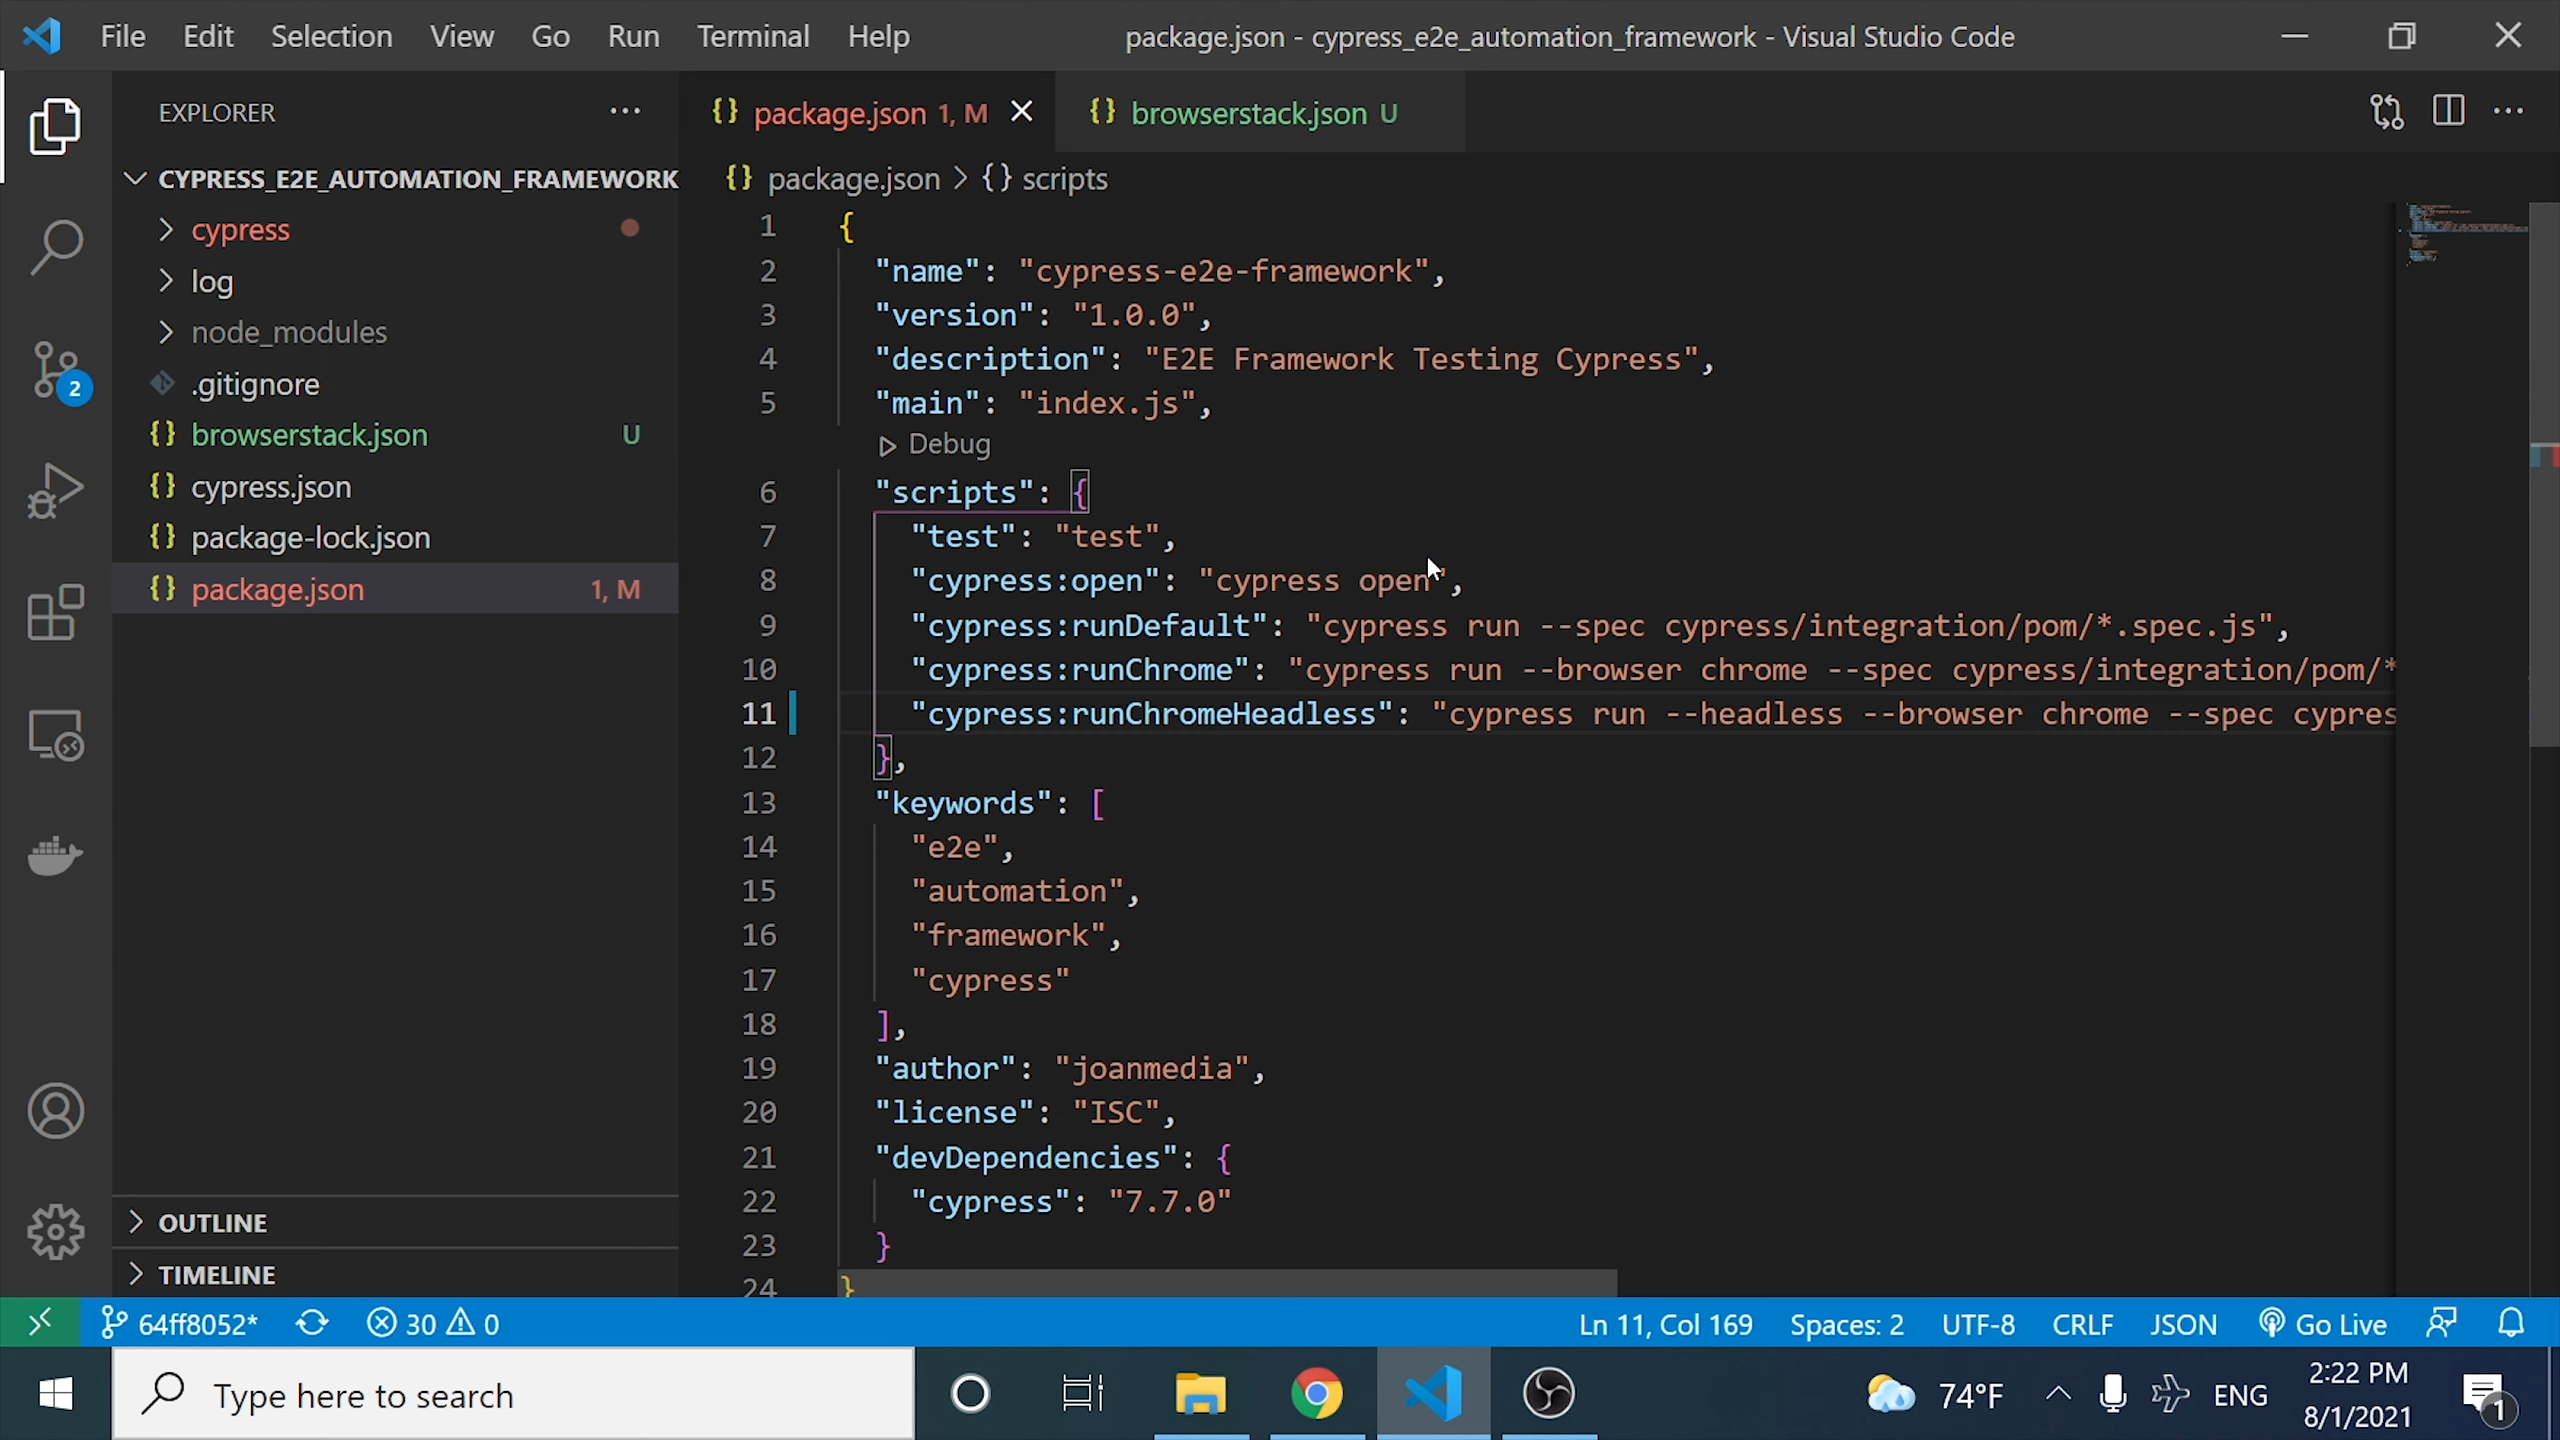 File Edit Selection View Go Run Terminal Help
package.json - cypress_e2e_automation_framework - Visual Studio Code
EXPLORER
CYPRESS_E2E_AUTOMATION_FRAMEWORK
cypress
log
node_modules
.gitignore
browserstack.json U
cypress.json
package-lock.json
package.json 1, M
OUTLINE
TIMELINE
2
package.json 1, M
browserstack.json U
package.json > {} scripts
1 {
2 "name": "cypress-e2e-framework",
3 "version": "1.0.0",
4 "description": "E2E Framework Testing Cypress",
5 "main": "index.js",
Debug
6 "scripts": {
7 "test": "test",
8 "cypress:open": "cypress open",
9 "cypress:runDefault": "cypress run --spec cypress/integration/pom/*.spec.js",
10 "cypress:runChrome": "cypress run --browser chrome --spec cypress/integration/pom/*
11 "cypress:runChromeHeadless": "cypress run --headless --browser chrome --spec cypres
12 },
13 "keywords": [
14 "e2e",
15 "automation",
16 "framework",
17 "cypress"
18 ],
19 "author": "joanmedia",
20 "license": "ISC",
21 "devDependencies": {
22 "cypress": "7.7.0"
23 }
24 }
64ff8052* 30 0
Ln 11, Col 169 Spaces: 2 UTF-8 CRLF JSON Go Live
Type here to search
74°F ENG
2:22 PM
8/1/2021
1